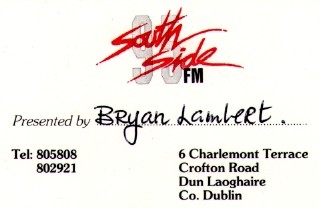 South
Side
95
FM
Presented by Bryan Lambert.
Tel: 805808
802921
6 Charlemont Terrace
Crofton Road
Dun Laoghaire
Co. Dublin